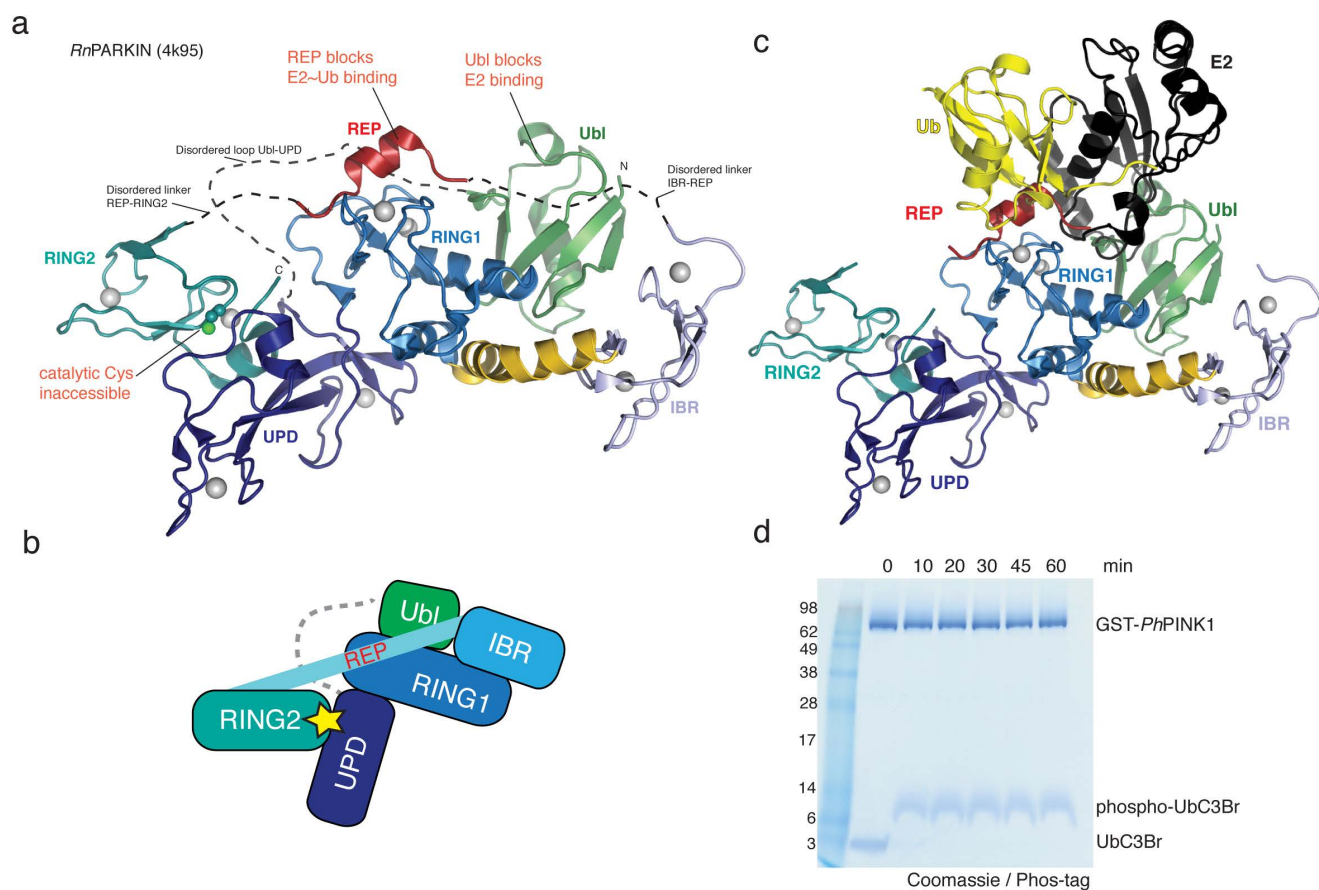 a
RnPARKIN (4k95)
REP blocks
E2~Ub binding
Ubl blocks
E2 binding
REP
Ubl
Disordered loop Ubl-UPD
N
Disordered linker
IBR-REP
Disordered linker
REP-RING2
RING2
RING1
C
catalytic Cys
inaccessible
UPD
IBR
b
Ubl
IBR
REP
RING1
RING2
UPD
c
E2
Ub
REP
Ubl
RING1
RING2
IBR
UPD
d
0 10 20 30 45 60 min
98
62
49
38
28
17
14
6
3
GST-PhPINK1
phospho-UbC3Br
UbC3Br
Coomassie / Phos-tag